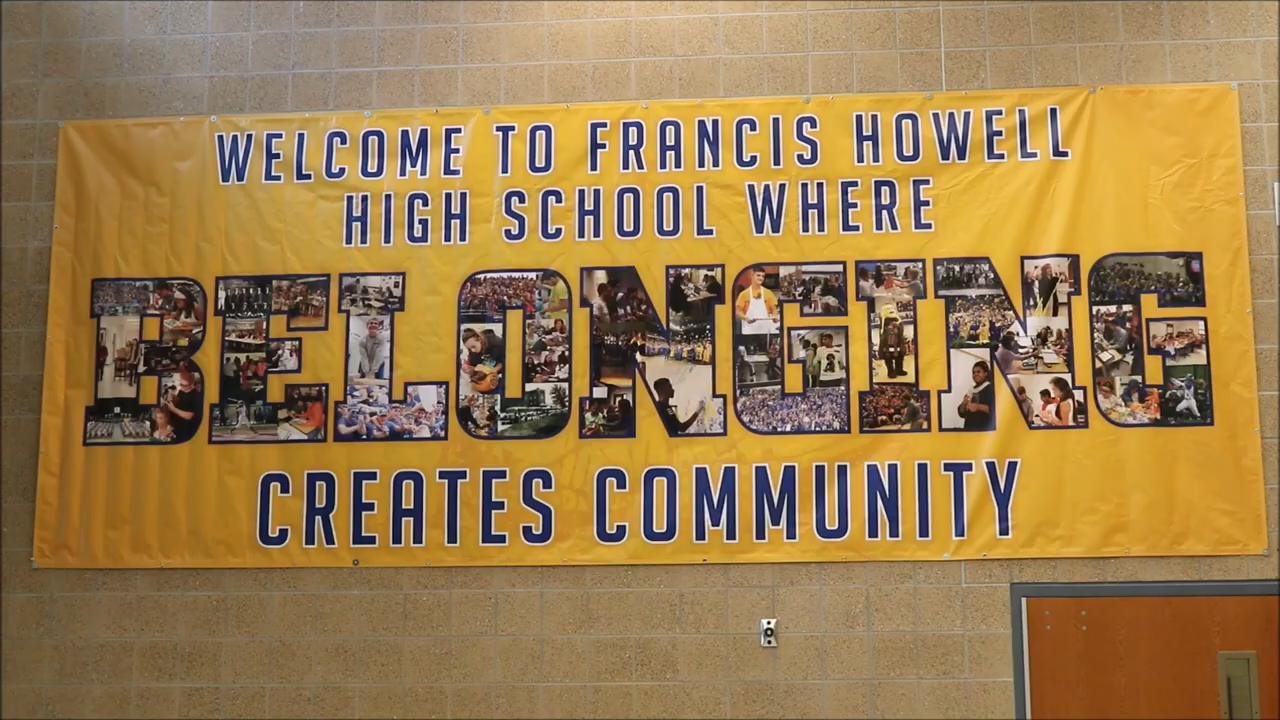 WELCOME TO FRANCIS HOWELL
HIGH SCHOOL WHERE
BELONGING
CREATES COMMUNITY